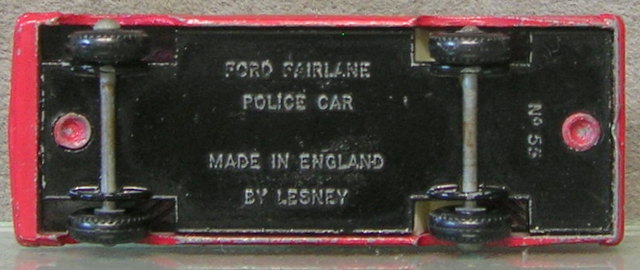 FORD FAIRLANE
POLICE CAR
MADE IN ENGLAND
BY LESNEY
Nº 55